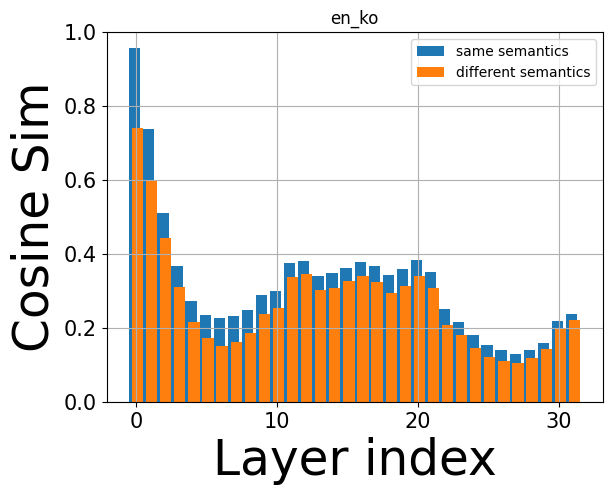 en_ko
same semantics
different semantics
Cosine Sim
1.0
0.8
0.6
0.4
0.2
0.0
0 10 20 30
Layer index